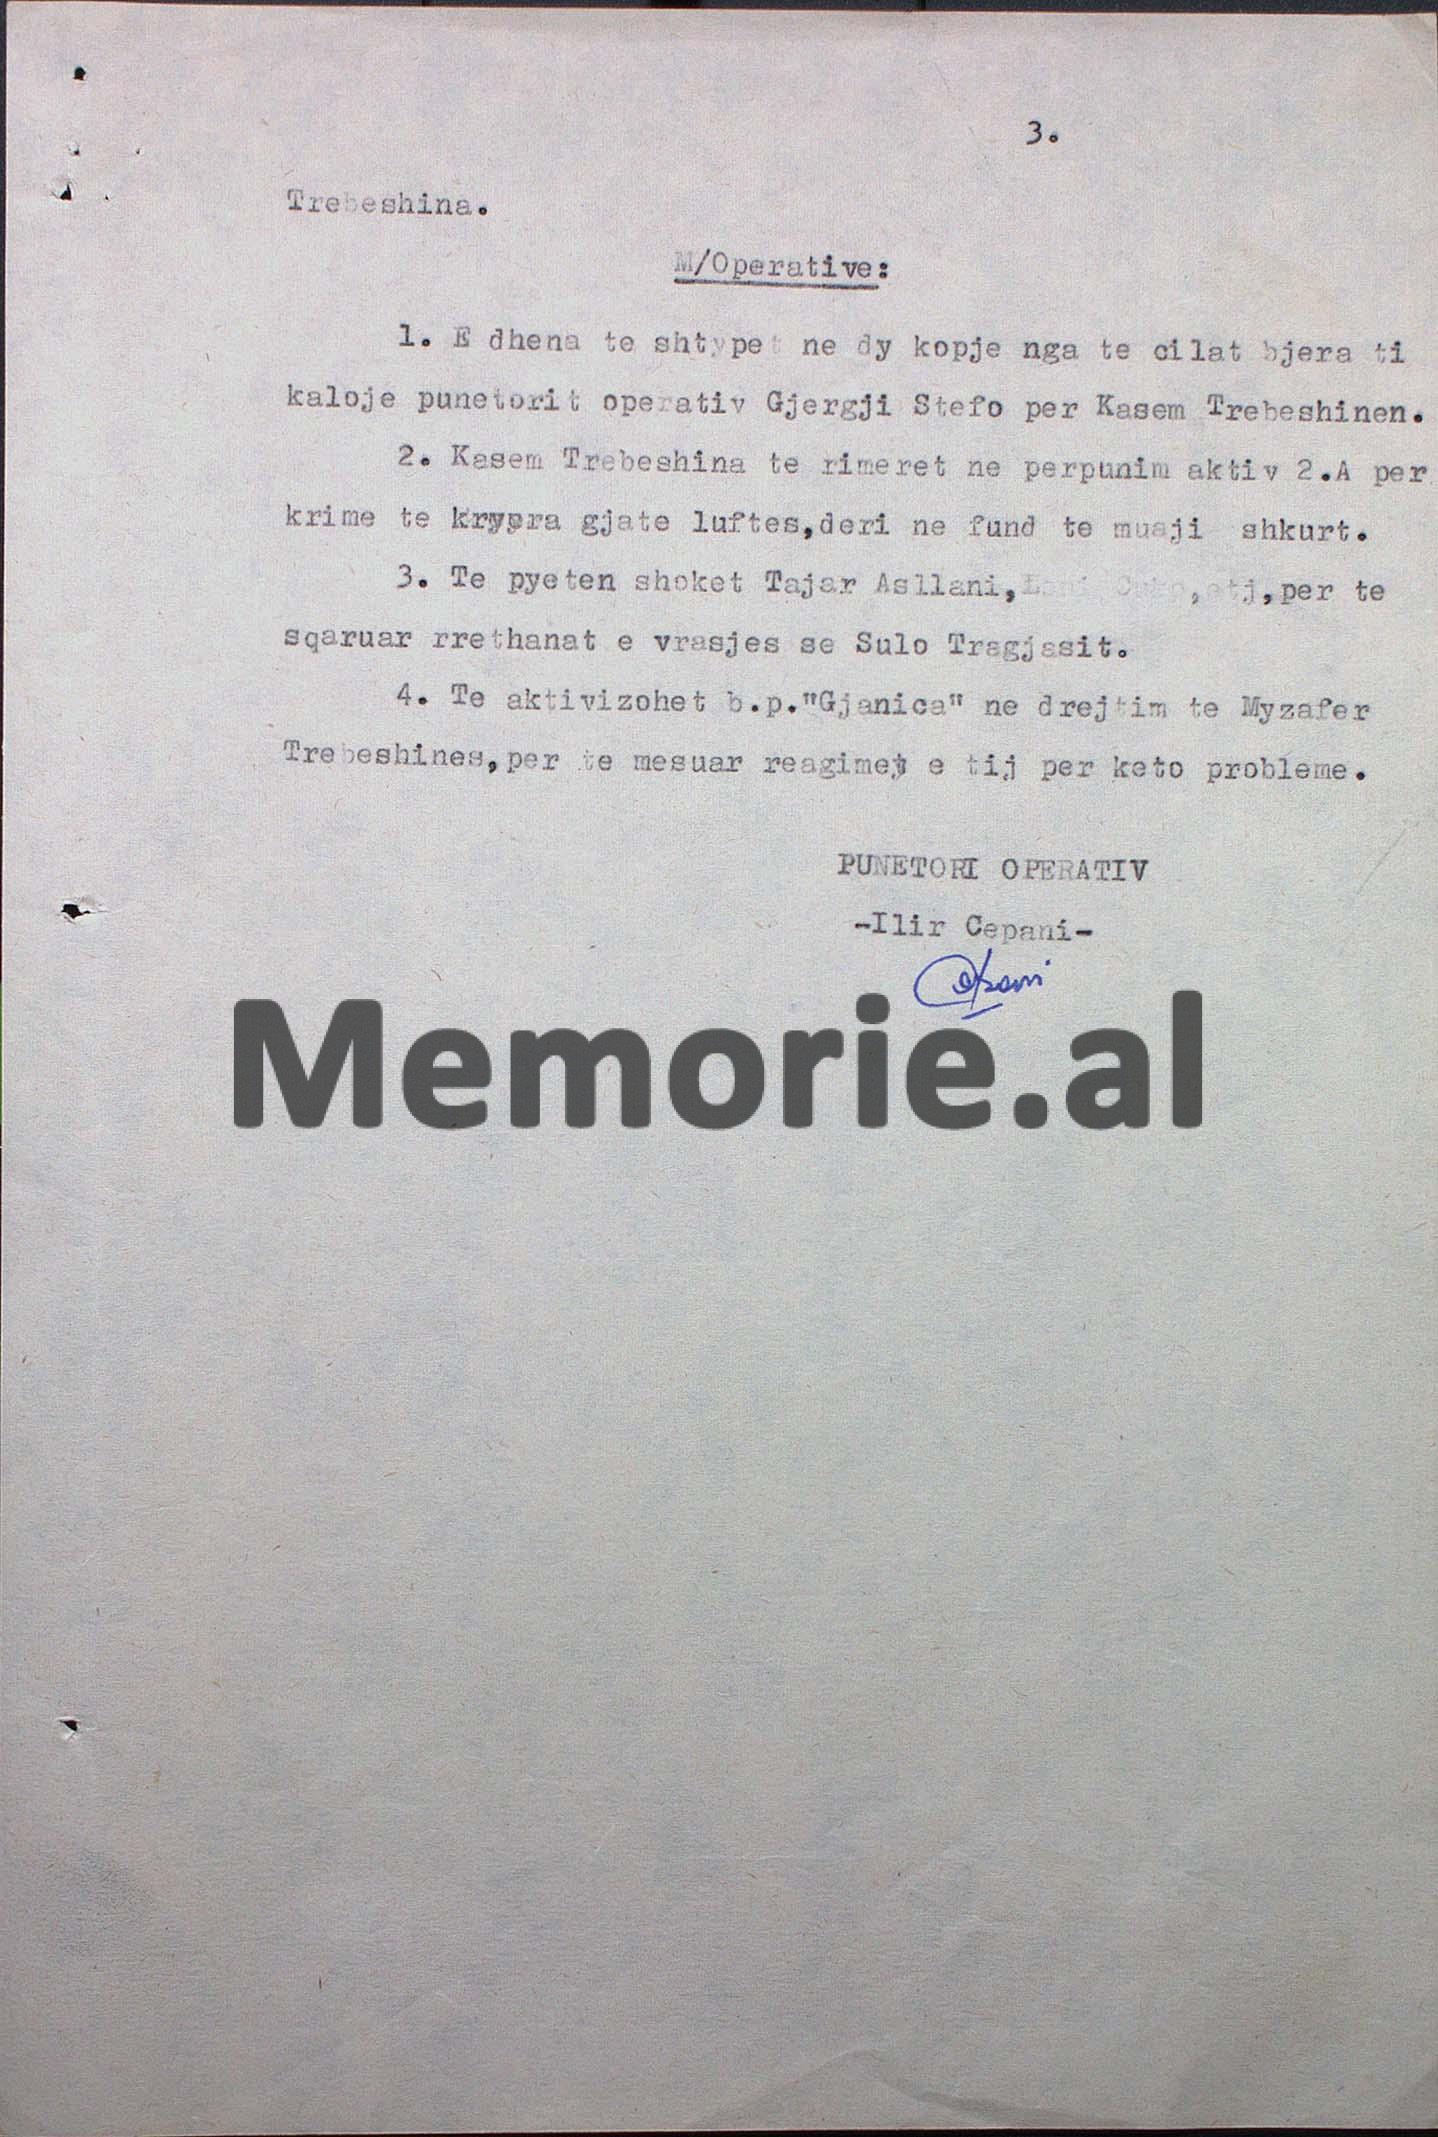 3.
Trebeshina.
M/Operative:
1. E dhena te shtypet ne dy kopje nga te cilat bjera ti
kaloje punetorit operativ Gjergji Stefo per Kasem Trebeshinen.
2. Kasem Trebeshina te rimeret ne perpunim aktiv 2.A per
krime te kryera gjate luftes,deri ne fund te muaji shkurt.
3. Te pyeten shoket Tajar Asllani, ,etj,per te
sqaruar rrethanat e vrasjes se Sulo Tragjasit.
4. Te aktivizohet b.p."Gjanica" ne drejtim te Myzafer
Trebeshines,per te mesuar reagimet e tij per keto probleme.
PUNETORI OPERATIV
-Ilir Cepani-
Memorie.al